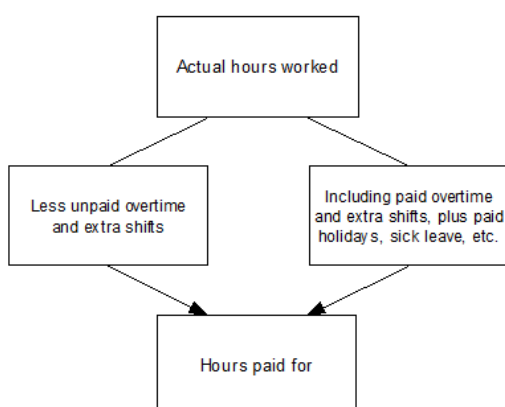 Actual hours worked
Less unpaid overtime
and extra shifts
Including paid overtime
and extra shifts, plus paid
holidays, sick leave, etc.
Hours paid for